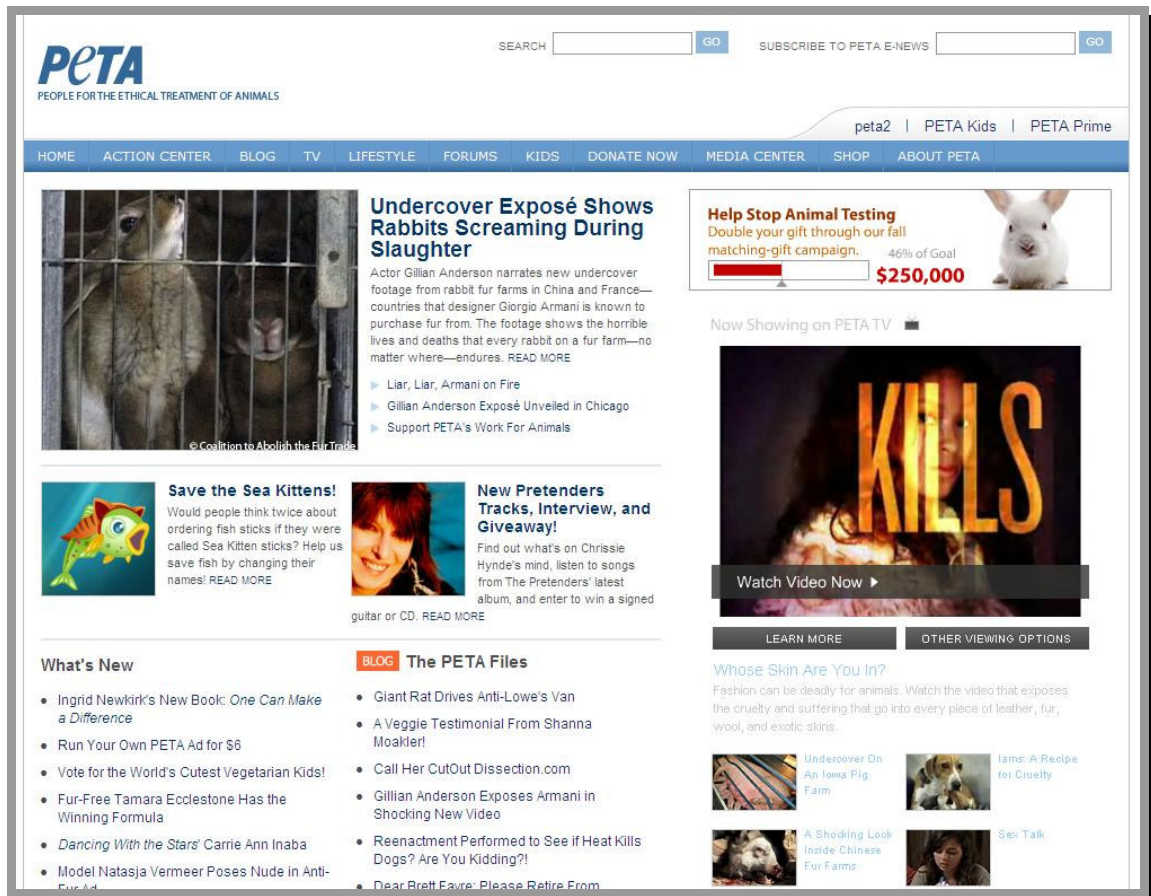 PeTA
PEOPLE FOR THE ETHICAL TREATMENT OF ANIMALS
SEARCH
GO
SUBSCRIBE TO PETA E-NEWS
GO
peta2 | PETA Kids | PETA Prime
HOME ACTION CENTER BLOG TV LIFESTYLE FORUMS KIDS DONATE NOW MEDIA CENTER SHOP ABOUT PETA
Undercover Exposé Shows
Rabbits Screaming During
Slaughter
Actor Gillian Anderson narrates new undercover
footage from rabbit fur farms in China and France—
countries that designer Giorgio Armani is known to
purchase fur from. The footage shows the horrible
lives and deaths that every rabbit on a fur farm—no
matter where—endures. READ MORE
Liar, Liar, Armani on Fire
Gillian Anderson Exposé Unveiled in Chicago
Support PETA's Work For Animals
© Coalition to Abolish the Fur Trade
Help Stop Animal Testing
Double your gift through our fall
matching-gift campaign.
46% of Goal
$250,000
Now Showing on PETA TV
KILLS
Watch Video Now
LEARN MORE
OTHER VIEWING OPTIONS
Whose Skin Are You In?
Fashion can be deadly for animals. Watch the video that exposes
the cruelty and suffering that go into every piece of leather, fur,
wool, and exotic skins.
Undercover On
An Iowa Pig
Farm
Iams: A Recipe
for Cruelty
A Shocking Look
Inside Chinese
Fur Farms
Sex Talk
Save the Sea Kittens!
Would people think twice about
ordering fish sticks if they were
called Sea Kitten sticks? Help us
save fish by changing their
names! READ MORE
New Pretenders
Tracks, Interview, and
Giveaway!
Find out what's on Chrissie
Hynde's mind, listen to songs
from The Pretenders' latest
album, and enter to win a signed
guitar or CD. READ MORE
What's New
Ingrid Newkirk's New Book: One Can Make
a Difference
Run Your Own PETA Ad for $6
Vote for the World's Cutest Vegetarian Kids!
Fur-Free Tamara Ecclestone Has the
Winning Formula
Dancing With the Stars' Carrie Ann Inaba
Model Natasja Vermeer Poses Nude in Anti-
Fur Ad
BLOG The PETA Files
Giant Rat Drives Anti-Lowe's Van
A Veggie Testimonial From Shanna
Moakler!
Call Her CutOut Dissection.com
Gillian Anderson Exposes Armani in
Shocking New Video
Reenactment Performed to See if Heat Kills
Dogs? Are You Kidding?!
Dear Brett Favre: Please Retire From